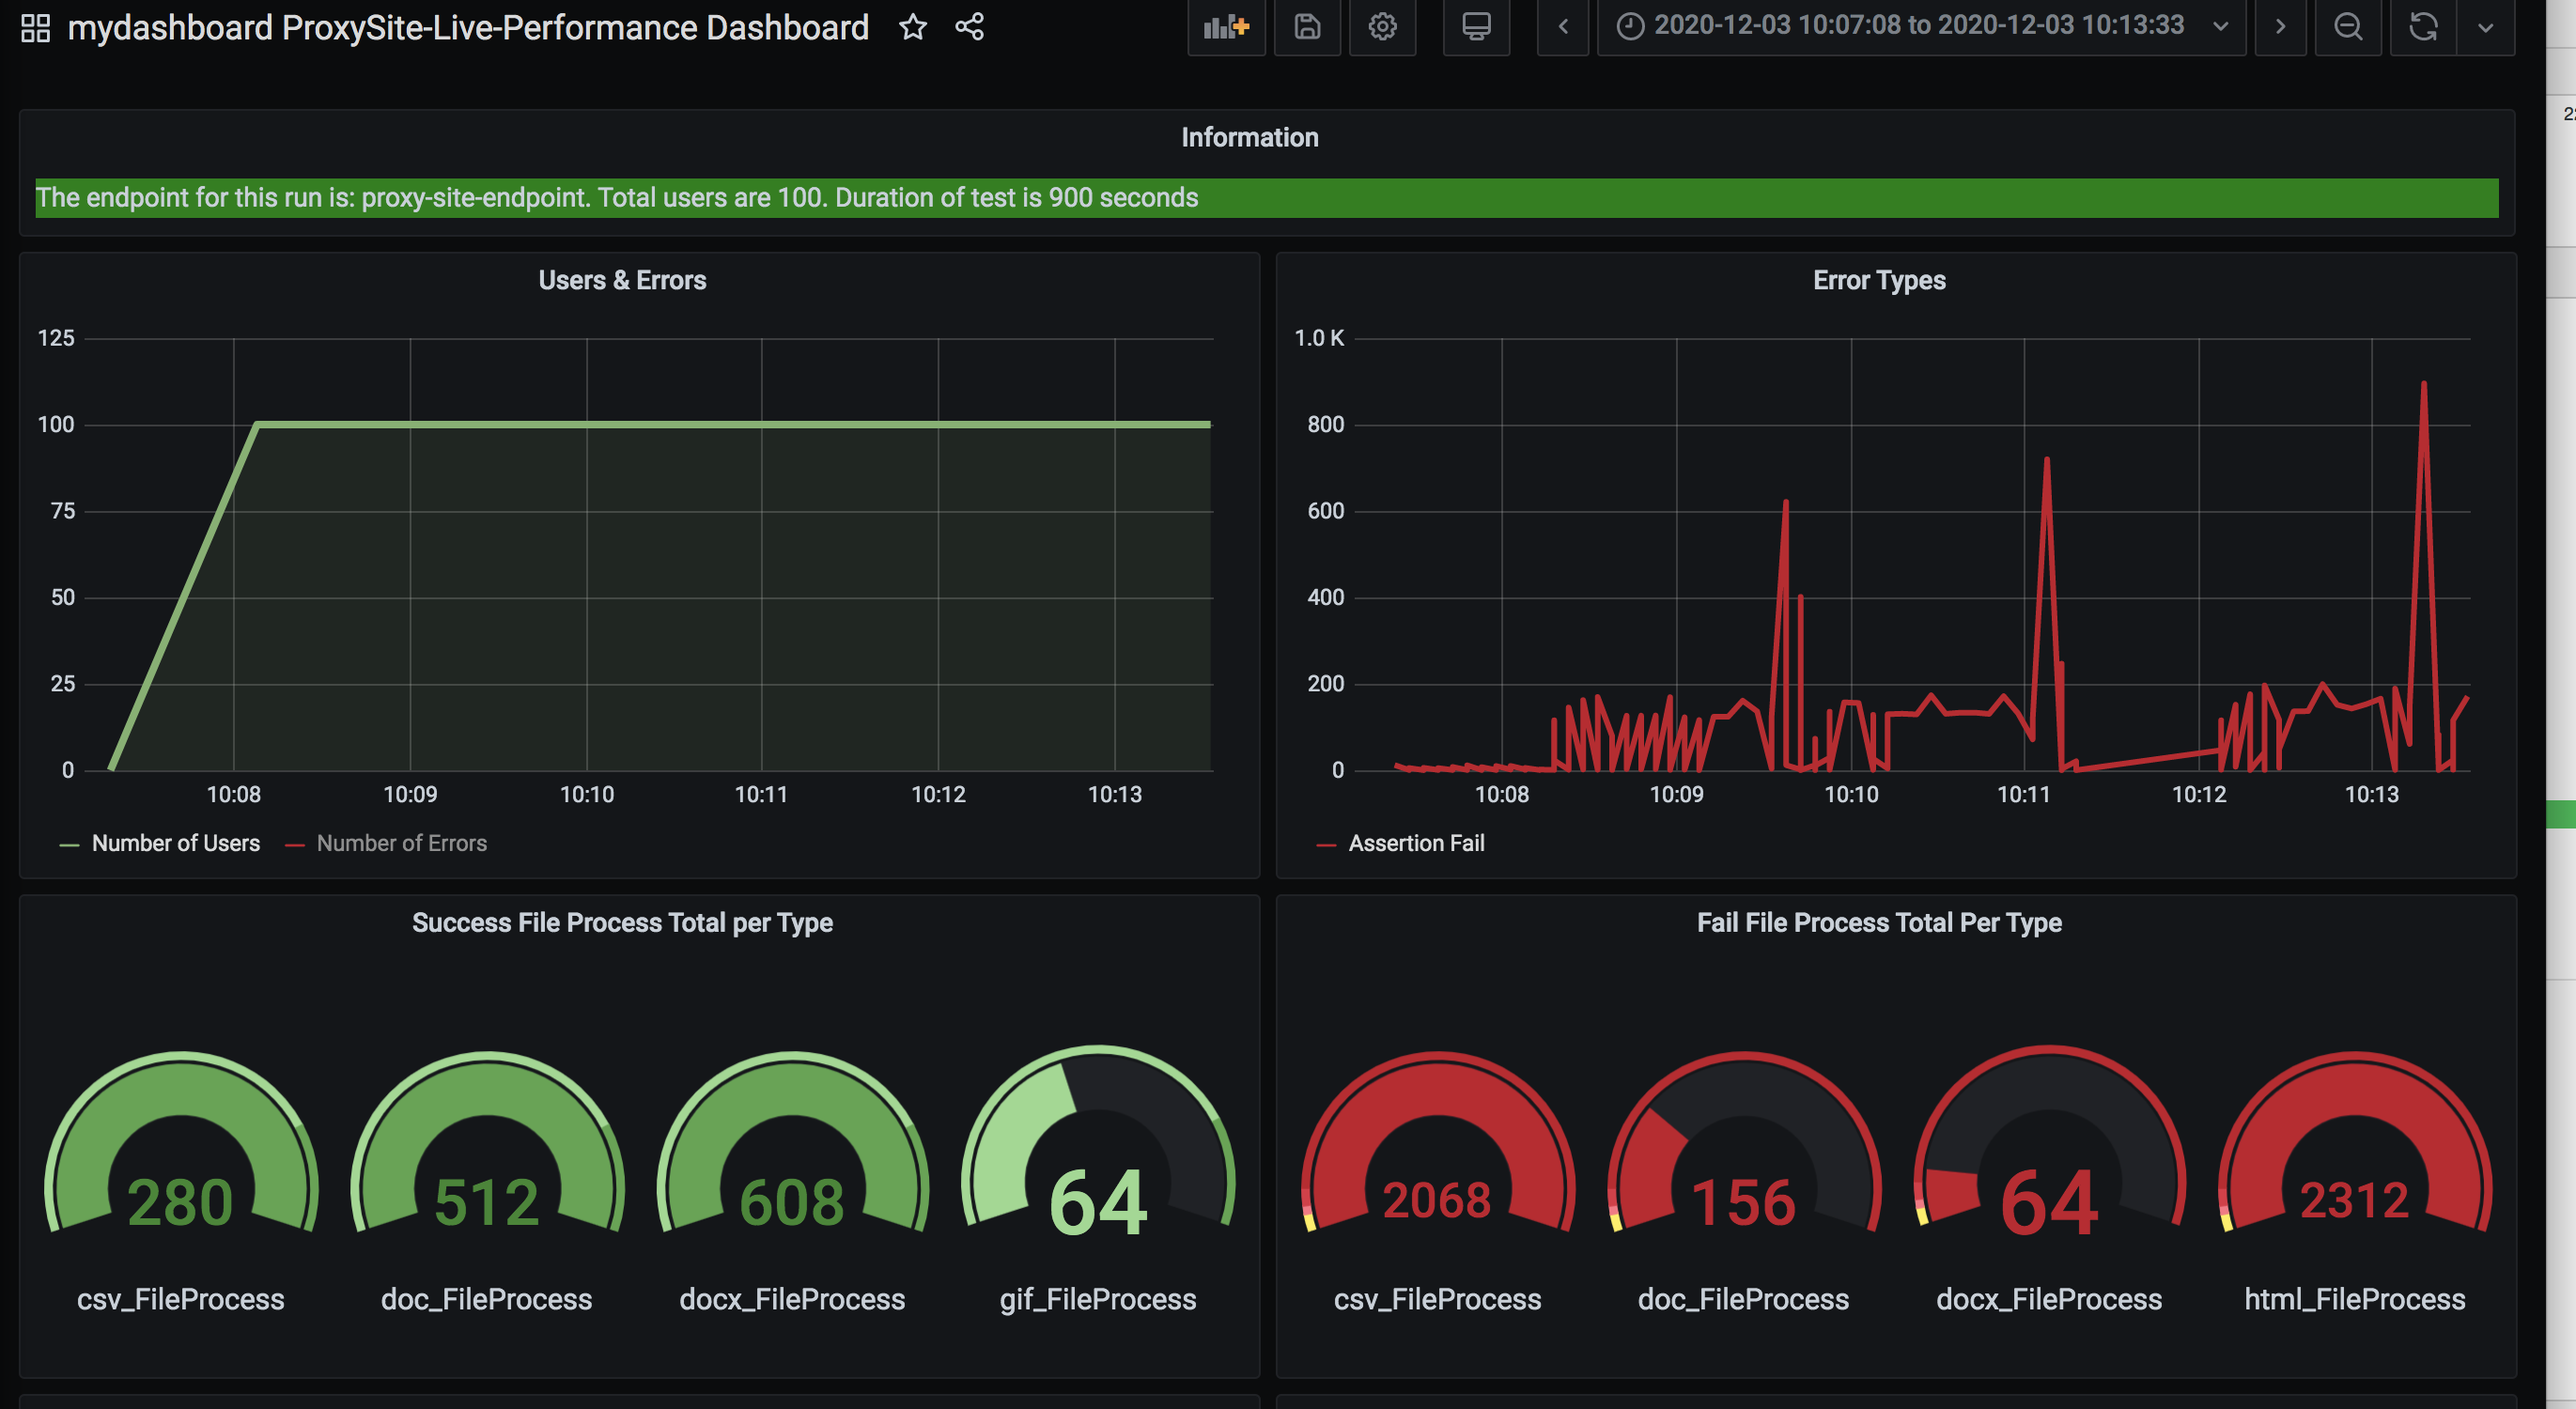 mydashboard ProxySite-Live-Performance Dashboard
2020-12-03 10:07:08 to 2020-12-03 10:13:33
Information
The endpoint for this run is: proxy-site-endpoint. Total users are 100. Duration of test is 900 seconds
Users & Errors
125
100
75
50
25
0
10:08 10:09 10:10 10:11 10:12 10:13
Number of Users Number of Errors
Error Types
1.0 K
800
600
400
200
0
10:08 10:09 10:10 10:11 10:12 10:13
Assertion Fail
Success File Process Total per Type
280 512 608 64
csv_FileProcess doc_FileProcess docx_FileProcess gif_FileProcess
Fail File Process Total Per Type
2068 156 64 2312
csv_FileProcess doc_FileProcess docx_FileProcess html_FileProcess